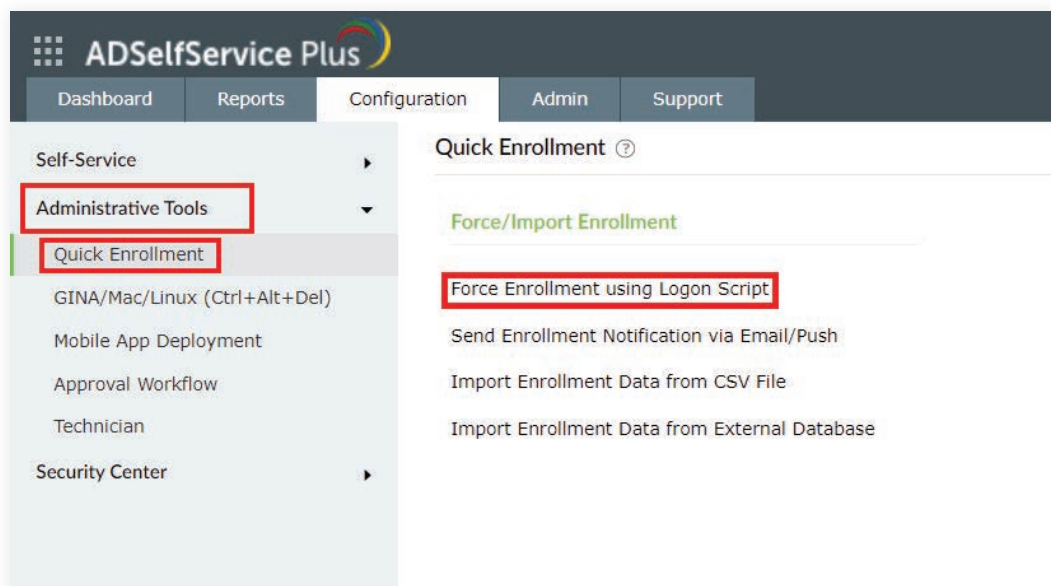 ADSelfService Plus
Dashboard Reports Configuration Admin Support
Self-Service
Administrative Tools
Quick Enrollment
GINA/Mac/Linux (Ctrl+Alt+Del)
Mobile App Deployment
Approval Workflow
Technician
Security Center
Quick Enrollment ?
Force/Import Enrollment
Force Enrollment using Logon Script
Send Enrollment Notification via Email/Push
Import Enrollment Data from CSV File
Import Enrollment Data from External Database